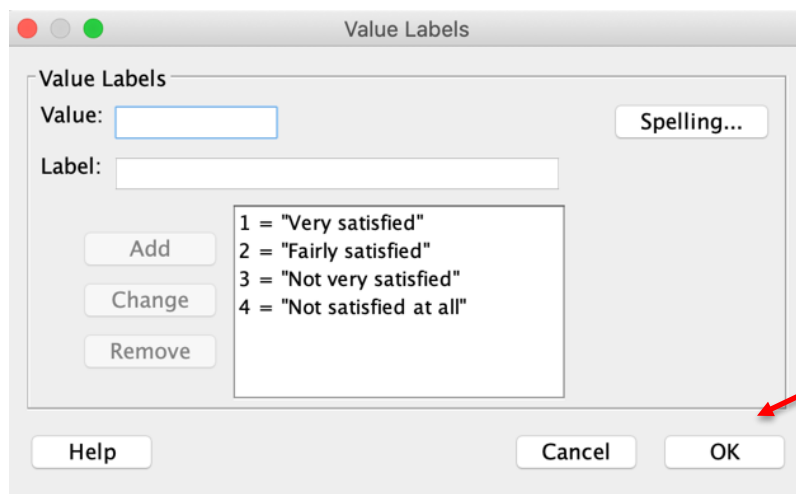 Value Labels
Value Labels
Value:
Spelling...
Label:
Add
Change
Remove
1 = "Very satisfied"
2 = "Fairly satisfied"
3 = "Not very satisfied"
4 = "Not satisfied at all"
Help
Cancel
OK